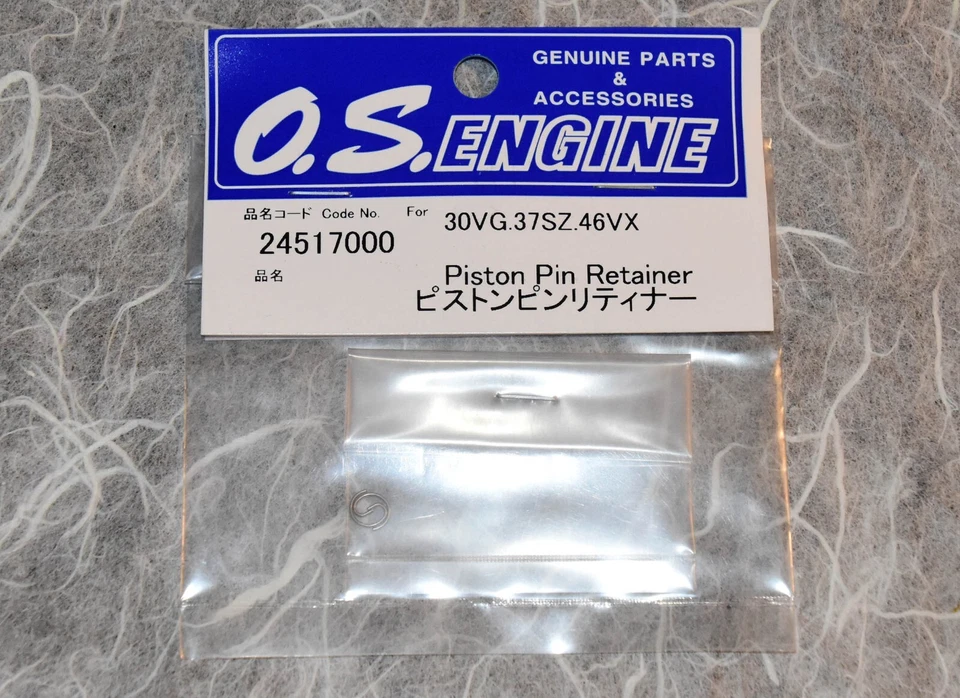 GENUINE PARTS
&
ACCESSORIES
O.S.ENGINE
品名コード Code No. For 30VG.37SZ.46VX
24517000
品名 Piston Pin Retainer
ピストンピンリティナー